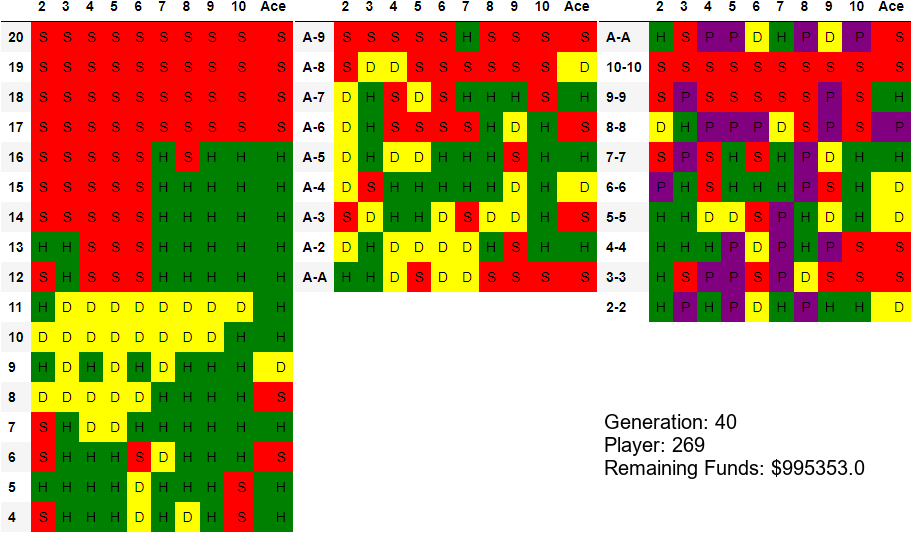 2 3 4 5 6 7 8 9 10 Ace
20 S S S S S S S S S S
19 S S S S S S S S S S
18 S S S S S S S S S S
17 S S S S S S S S S S
16 S S S S S H S H H H
15 S S S S S H H H H H
14 S S S S S H H H H H
13 H H S S S H H H H H
12 S H S S S H H H H H
11 H D D D D D D D D H
10 D D D D D D D D H H
9 H D H D H D H H H D
8 D D D D D H H H H S
7 S H D D H H H H H H
6 S H H H S D H H H S
5 H H H H D H H H S H
4 S H H H D H D H S H
2 3 4 5 6 7 8 9 10 Ace
A-9 S S S S S H S S S S
A-8 S D D S S S S S S D
A-7 D H S D S H H H S H
A-6 D H S S S S H D H S
A-5 D H D D H H H S H H
A-4 D S H H H H H D H D
A-3 S D H H D S D D H S
A-2 D H D D D D H S H H
A-A H H D S D D S S S S
2 3 4 5 6 7 8 9 10 Ace
A-A H S P P D H P D P S
10-10 S S S S S S S S S S
9-9 S P S S S S S P S H
8-8 D H P P P D S P S P
7-7 S P S H S H P D H H
6-6 P H S H H H P S H D
5-5 H H D D S P H D H D
4-4 H H H P D P H P S S
3-3 H S P P S P D S S S
2-2 H P H P D H P H H D
Generation: 40
Player: 269
Remaining Funds: $995353.0